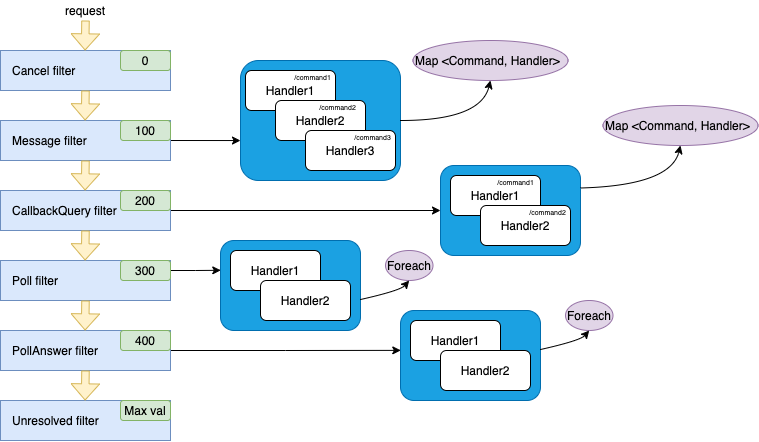 request
Cancel filter
0
Message filter
100
/command1
Handler1
/command2
Handler2
/command3
Handler3
Map <Command, Handler>
CallbackQuery filter
200
/command1
Handler1
/command2
Handler2
Map <Command, Handler>
Poll filter
300
Handler1
Handler2
Foreach
PollAnswer filter
400
Handler1
Handler2
Foreach
Unresolved filter
Max val